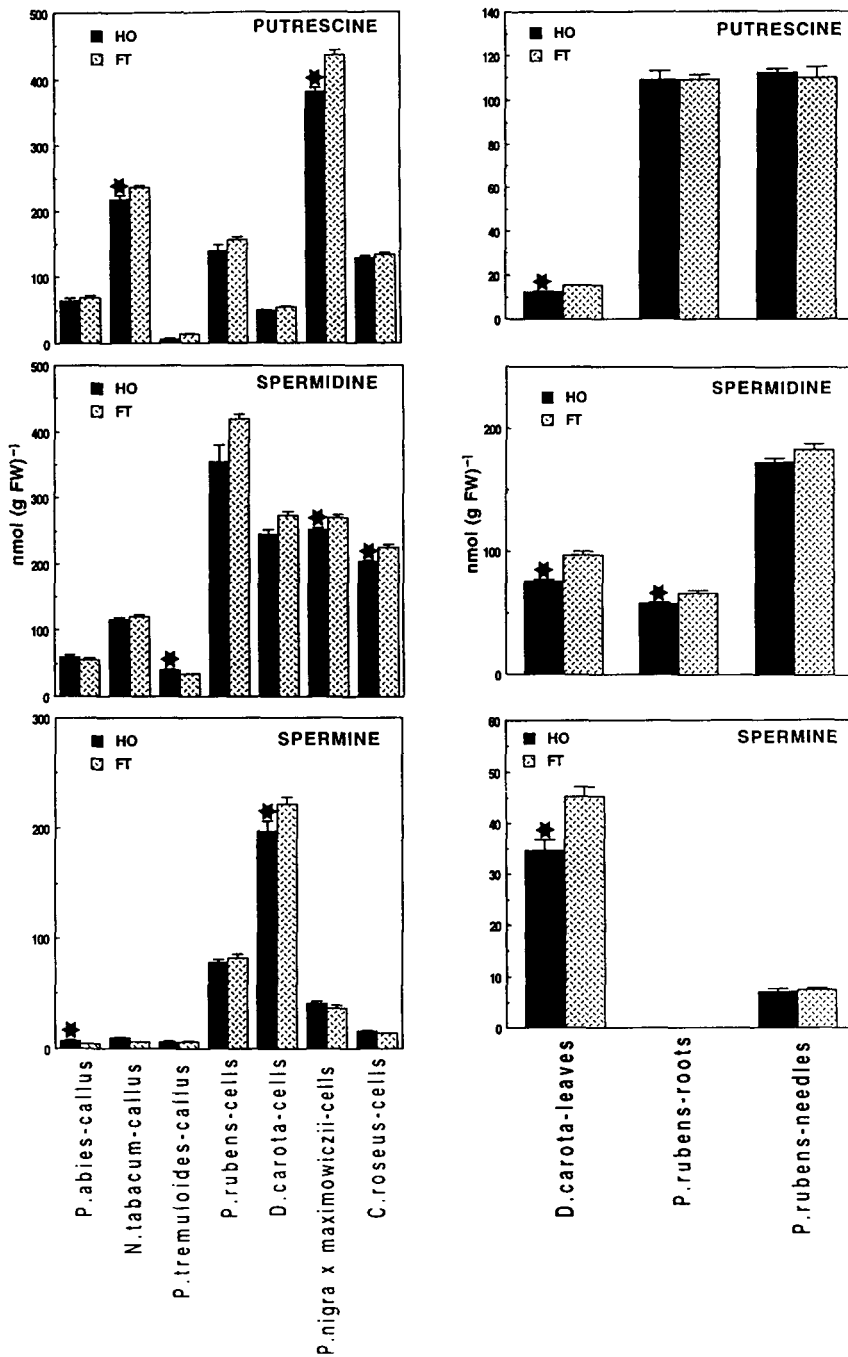 PUTRESCINE
HO
FT
500
400
300
200
100
0
SPERMIDINE
HO
FT
500
400
300
200
100
0
nmol (g FW)⁻¹
SPERMINE
HO
FT
300
200
100
0
P.abies-callus
N.tabacum-callus
P.tremuloides-callus
P.rubens-cells
D.carota-cells
P.nigra x maximowiczii-cells
C.roseus-cells
PUTRESCINE
HO
FT
140
120
100
80
60
40
20
0
SPERMIDINE
HO
FT
200
100
0
nmol (g FW)⁻¹
SPERMINE
HO
FT
60
50
40
30
20
10
0
D.carota-leaves
P.rubens-roots
P.rubens-needles